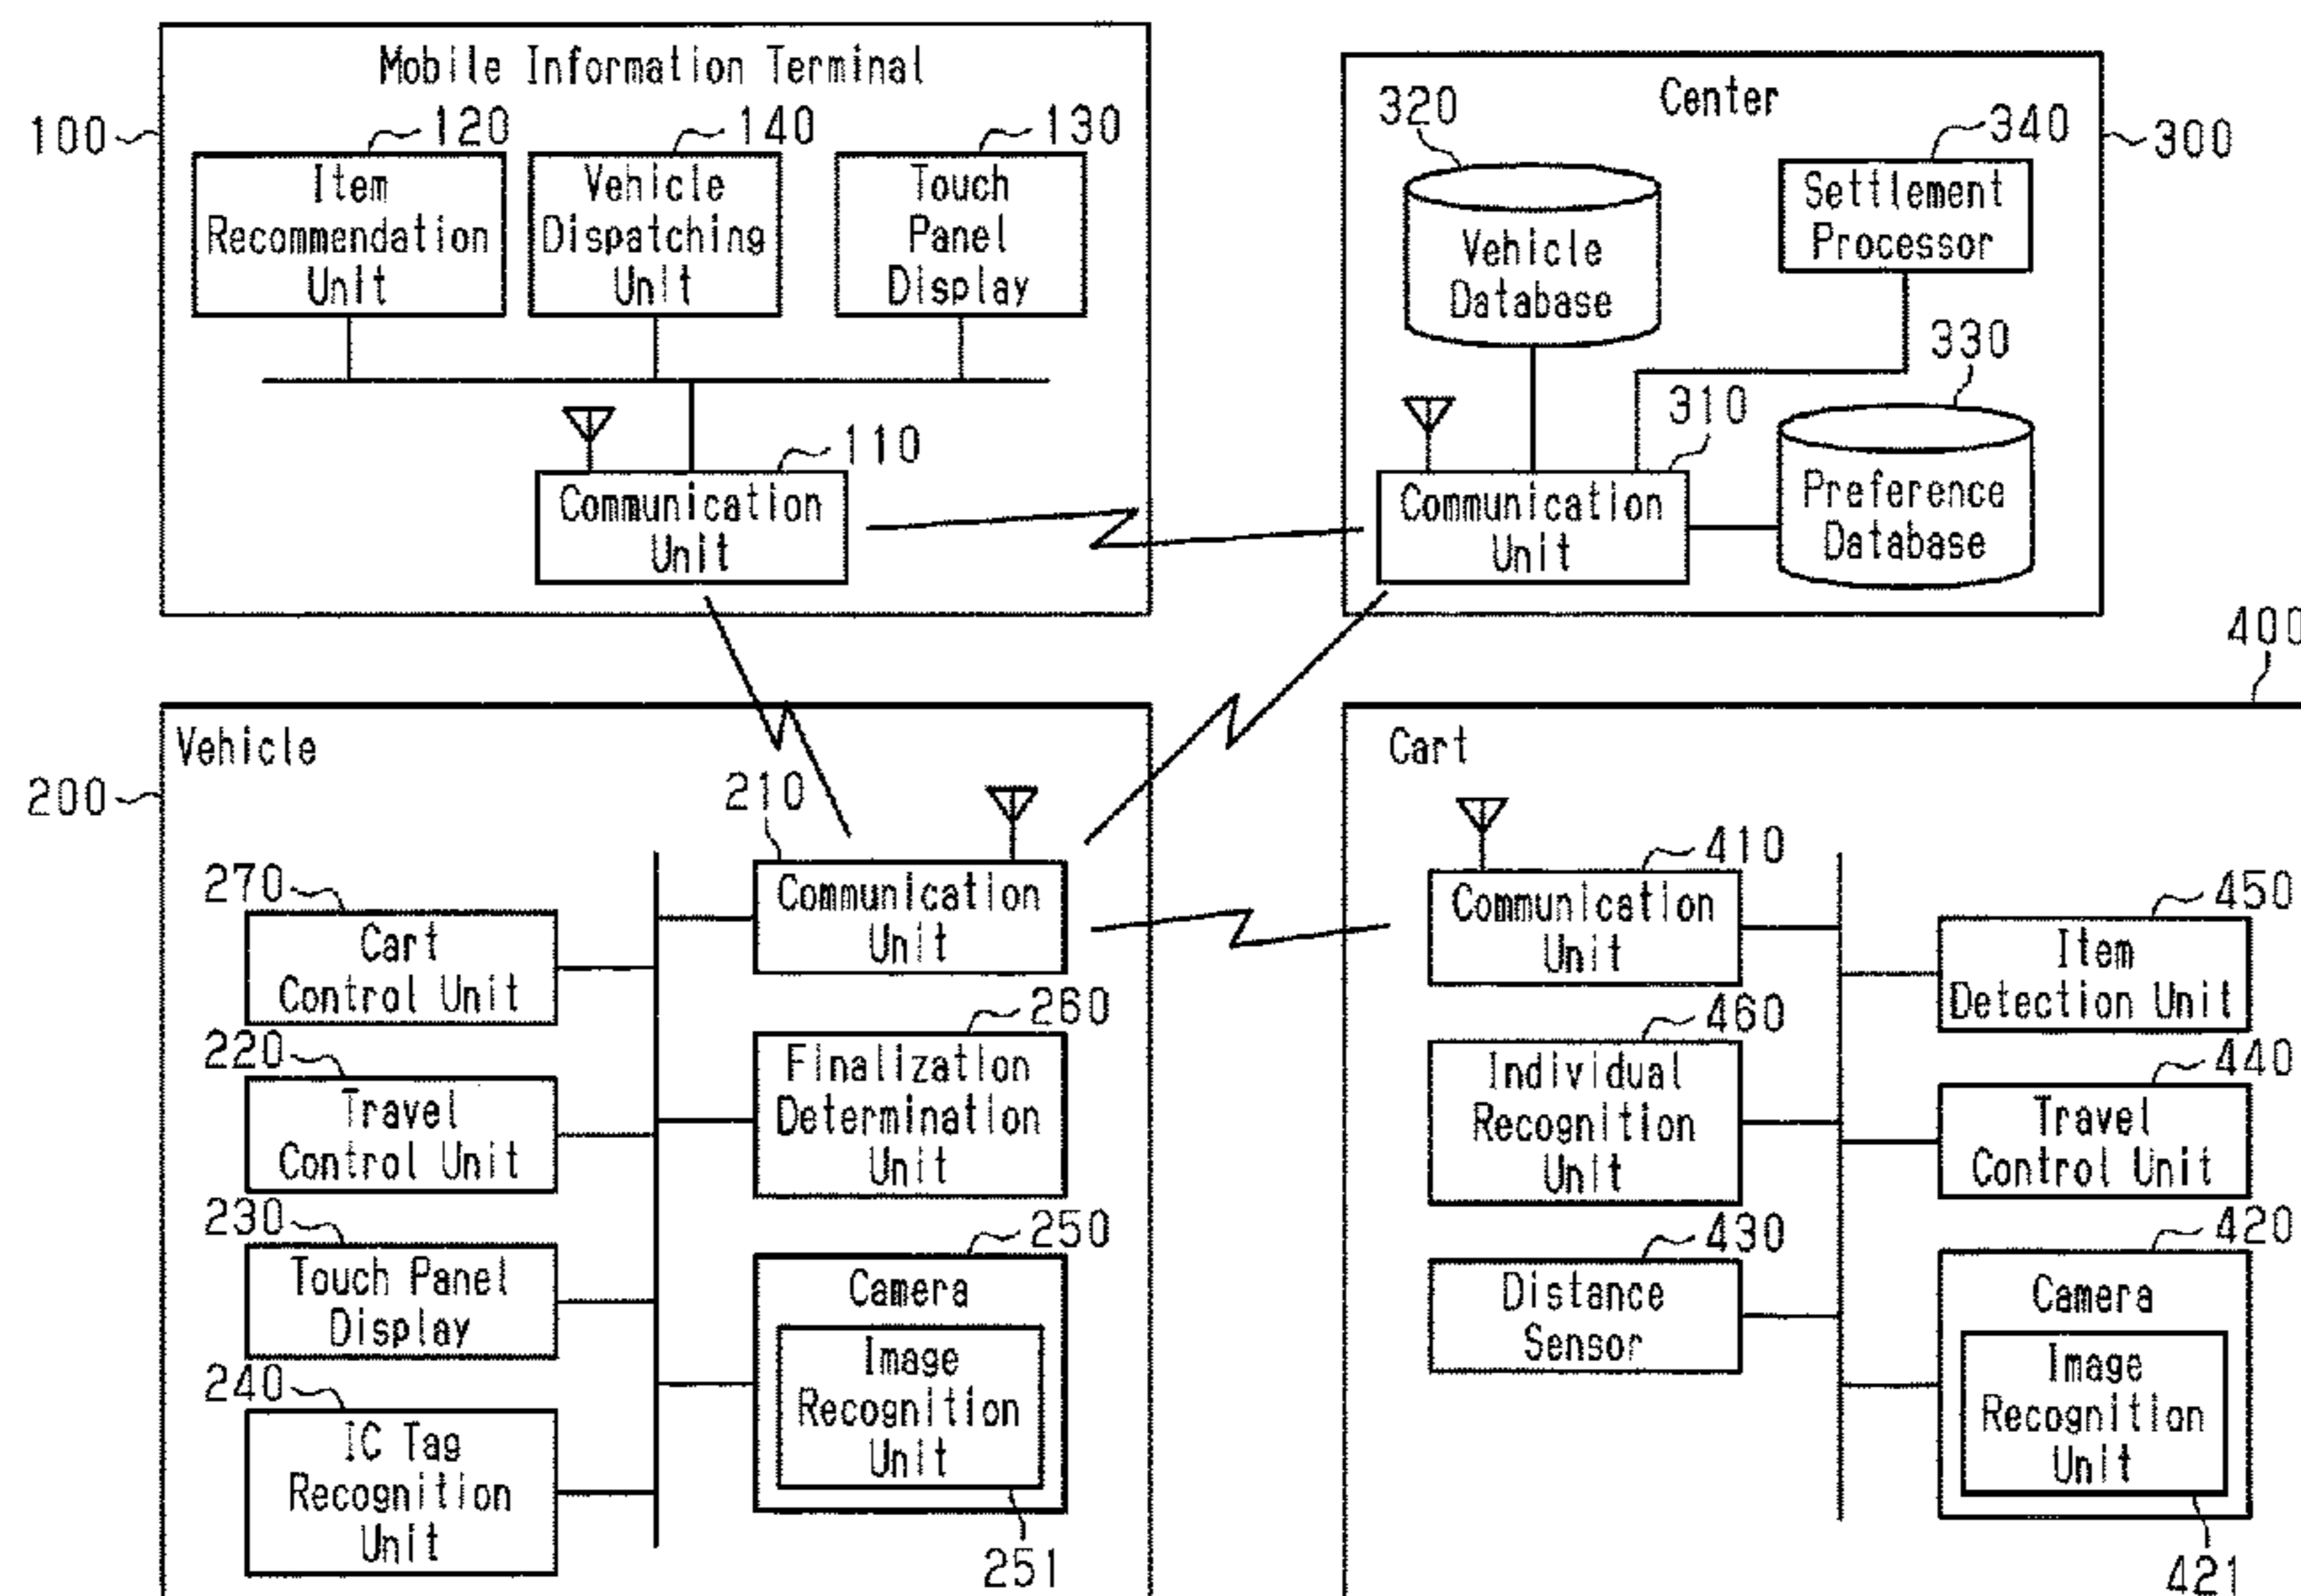 Mobile Information Terminal
100
120
140
130
Item
Recommendation
Unit
Vehicle
Dispatching
Unit
Touch
Panel
Display
110
Communication
Unit
Center
300
320
340
Vehicle
Database
Settlement
Processor
330
310
Communication
Unit
Preference
Database
Vehicle
200
210
270
Communication
Unit
Cart
Control Unit
260
220
Finalization
Determination
Unit
Travel
Control Unit
230
250
Touch Panel
Display
Camera
Image
Recognition
Unit
240
IC Tag
Recognition
Unit
251
400
Cart
410
Communication
Unit
450
Item
Detection Unit
460
Individual
Recognition
Unit
440
Travel
Control Unit
430
Distance
Sensor
420
Camera
Image
Recognition
Unit
421